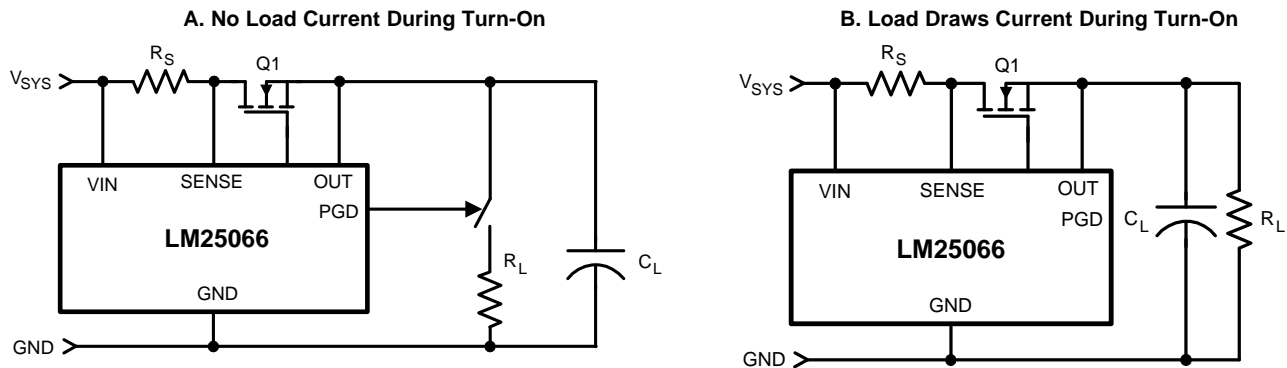 A. No Load Current During Turn-On
R_S
Q1
V_SYS
VIN
SENSE
OUT
PGD
LM25066
R_L
C_L
GND
GND
B. Load Draws Current During Turn-On
R_S
Q1
V_SYS
VIN
SENSE
OUT
PGD
LM25066
C_L
R_L
GND
GND